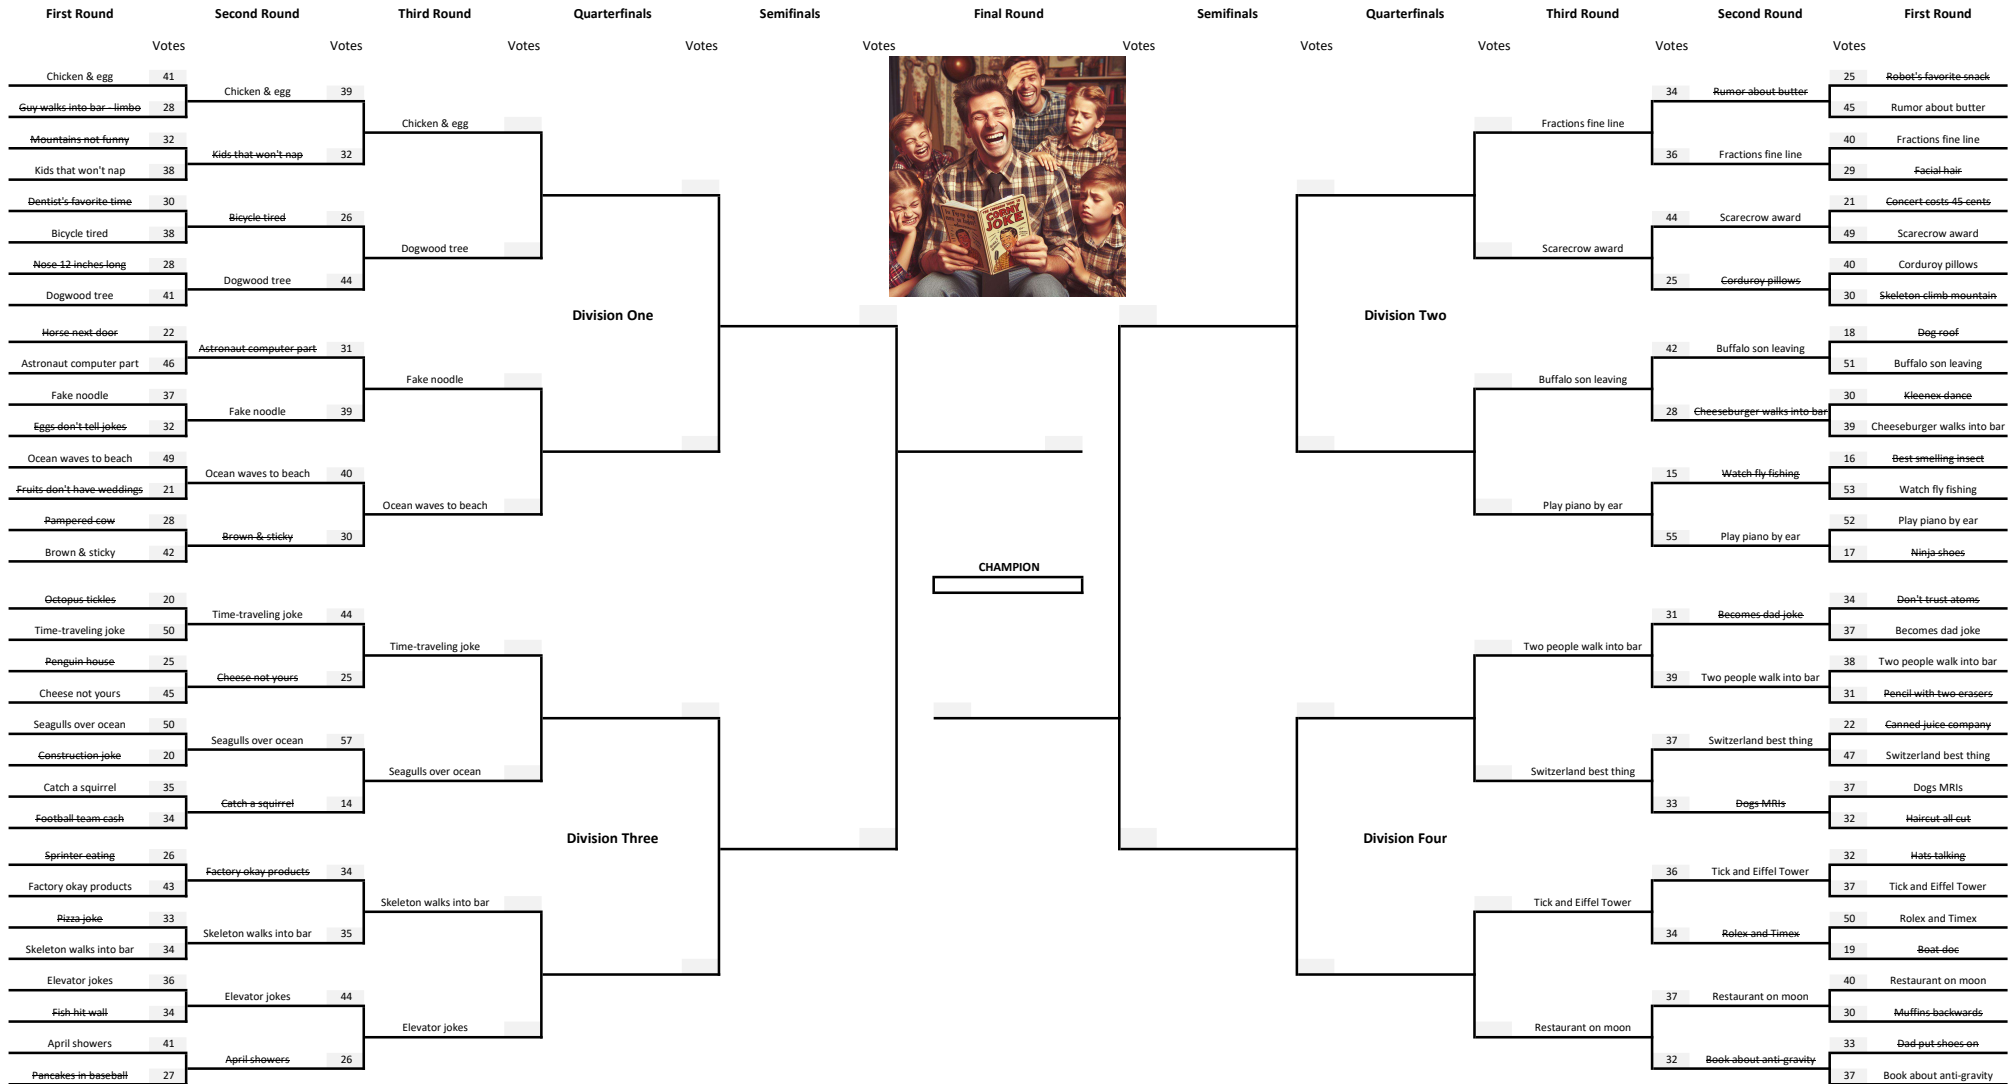 First Round Second Round Third Round Quarterfinals Semifinals Final Round Semifinals Quarterfinals Third Round Second Round First Round
Votes Votes Votes Votes Votes Votes Votes Votes Votes Votes
Chicken & egg 41
Guy walks into bar - limbo 28
Mountains not funny 32
Kids that won't nap 38
Dentist's favorite time 30
Bicycle tired 38
Nose 12 inches long 28
Dogwood tree 41
Horse next door 22
Astronaut computer part 46
Fake noodle 37
Eggs don't tell jokes 32
Ocean waves to beach 49
Fruits don't have weddings 21
Pampered cow 28
Brown & sticky 42
Octopus tickles 20
Time-traveling joke 50
Penguin house 25
Cheese not yours 45
Seagulls over ocean 50
Construction joke 20
Catch a squirrel 35
Football team cash 34
Sprinter eating 26
Factory okay products 43
Pizza joke 33
Skeleton walks into bar 34
Elevator jokes 36
Fish hit wall 34
April showers 41
Pancakes in baseball 27
Chicken & egg 39
Kids that won't nap 32
Bicycle tired 26
Dogwood tree 44
Astronaut computer part 31
Fake noodle 39
Ocean waves to beach 40
Brown & sticky 30
Time-traveling joke 44
Cheese not yours 25
Seagulls over ocean 57
Catch a squirrel 14
Factory okay products 34
Skeleton walks into bar 35
Elevator jokes 44
April showers 26
Chicken & egg
Dogwood tree
Fake noodle
Ocean waves to beach
Time-traveling joke
Seagulls over ocean
Skeleton walks into bar
Elevator jokes
Division One
Division Three
CORNY
JOKE
CHAMPION
Division Two
Division Four
Fractions fine line
Scarecrow award
Buffalo son leaving
Play piano by ear
Two people walk into bar
Switzerland best thing
Tick and Eiffel Tower
Restaurant on moon
34 Rumor about butter
36 Fractions fine line
44 Scarecrow award
25 Corduroy pillows
42 Buffalo son leaving
28 Cheeseburger walks into bar
15 Watch fly fishing
55 Play piano by ear
31 Becomes dad joke
39 Two people walk into bar
37 Switzerland best thing
33 Dogs MRIs
36 Tick and Eiffel Tower
34 Rolex and Timex
37 Restaurant on moon
32 Book about anti-gravity
25 Robot's favorite snack
45 Rumor about butter
40 Fractions fine line
29 Facial hair
21 Concert costs 45 cents
49 Scarecrow award
40 Corduroy pillows
30 Skeleton climb mountain
18 Dog roof
51 Buffalo son leaving
30 Kleenex dance
39 Cheeseburger walks into bar
16 Best smelling insect
53 Watch fly fishing
52 Play piano by ear
17 Ninja shoes
34 Don't trust atoms
37 Becomes dad joke
38 Two people walk into bar
31 Pencil with two erasers
22 Canned juice company
47 Switzerland best thing
37 Dogs MRIs
32 Haircut all cut
32 Hats talking
37 Tick and Eiffel Tower
50 Rolex and Timex
19 Boat doc
40 Restaurant on moon
30 Muffins backwards
33 Dad put shoes on
37 Book about anti-gravity